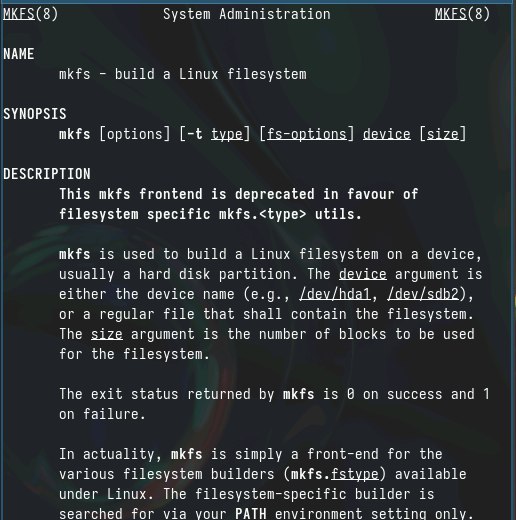 MKFS(8) System Administration MKFS(8)
NAME
mkfs - build a Linux filesystem
SYNOPSIS
mkfs [options] [-t type] [fs-options] device [size]
DESCRIPTION
This mkfs frontend is deprecated in favour of
filesystem specific mkfs.<type> utils.
mkfs is used to build a Linux filesystem on a device,
usually a hard disk partition. The device argument is
either the device name (e.g., /dev/hda1, /dev/sdb2),
or a regular file that shall contain the filesystem.
The size argument is the number of blocks to be used
for the filesystem.
The exit status returned by mkfs is 0 on success and 1
on failure.
In actuality, mkfs is simply a front-end for the
various filesystem builders (mkfs.fstype) available
under Linux. The filesystem-specific builder is
searched for via your PATH environment setting only.